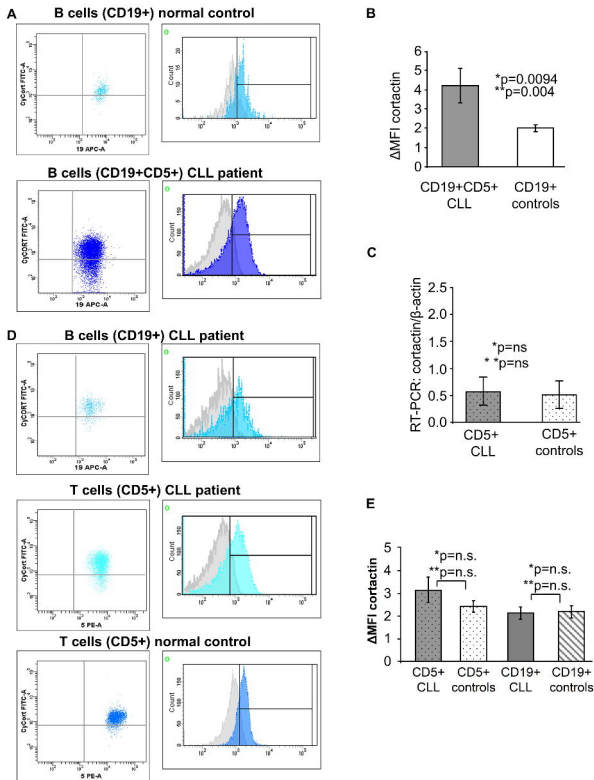 A
B cells (CD19+) normal control
CyCort FITC-A
19 APC-A
Count
B cells (CD19+CD5+) CLL patient
CyCORT FITC-A
19 APC-A
Count
B
ΔMFI cortactin
6
5
4
3
2
1
0
*p=0.0094
**p=0.004
CD19+CD5+
CLL
CD19+
controls
C
RT-PCR: cortactin/β-actin
2.5
2.0
1.5
1.0
0.5
0.0
*p=ns
* *p=ns
CD5+
CLL
CD5+
controls
D
B cells (CD19+) CLL patient
CyCORT FITC-A
19 APC-A
Count
T cells (CD5+) CLL patient
CyCort FITC-A
5 PE-A
Count
T cells (CD5+) normal control
CyCort FITC-A
5 PE-A
Count
E
ΔMFI cortactin
5
4
3
2
1
0
*p=n.s.
**p=n.s.
*p=n.s.
**p=n.s.
CD5+
CLL
CD5+
controls
CD19+
CLL
CD19+
controls